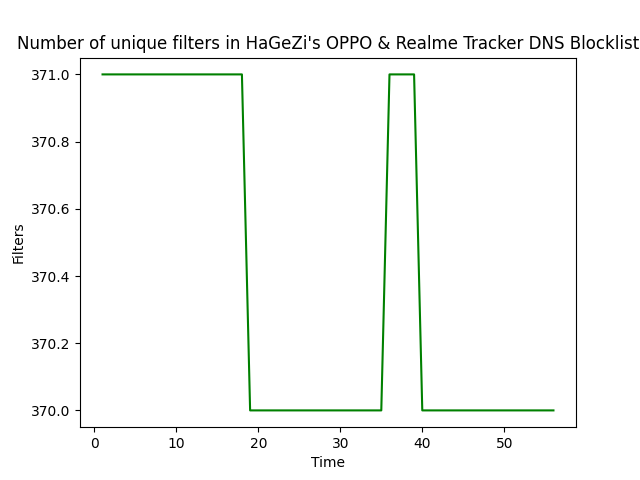 Number of unique filters in HaGeZi's OPPO & Realme Tracker DNS Blocklist
371.0
370.8
370.6
370.4
370.2
370.0
Filters
0 10 20 30 40 50
Time